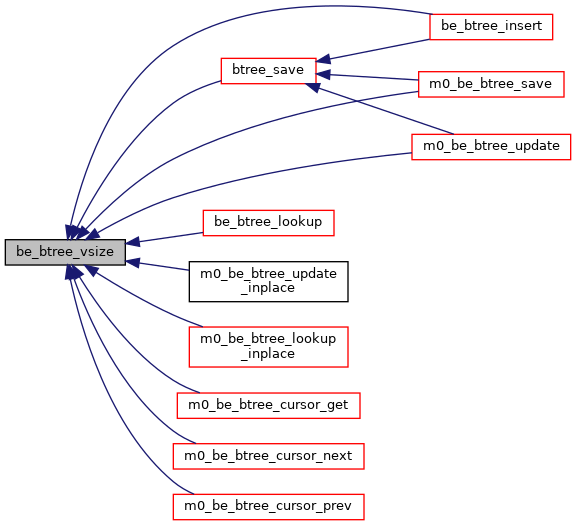 be_btree_insert
btree_save
m0_be_btree_save
m0_be_btree_update
be_btree_lookup
be_btree_vsize
m0_be_btree_update
_inplace
m0_be_btree_lookup
_inplace
m0_be_btree_cursor_get
m0_be_btree_cursor_next
m0_be_btree_cursor_prev